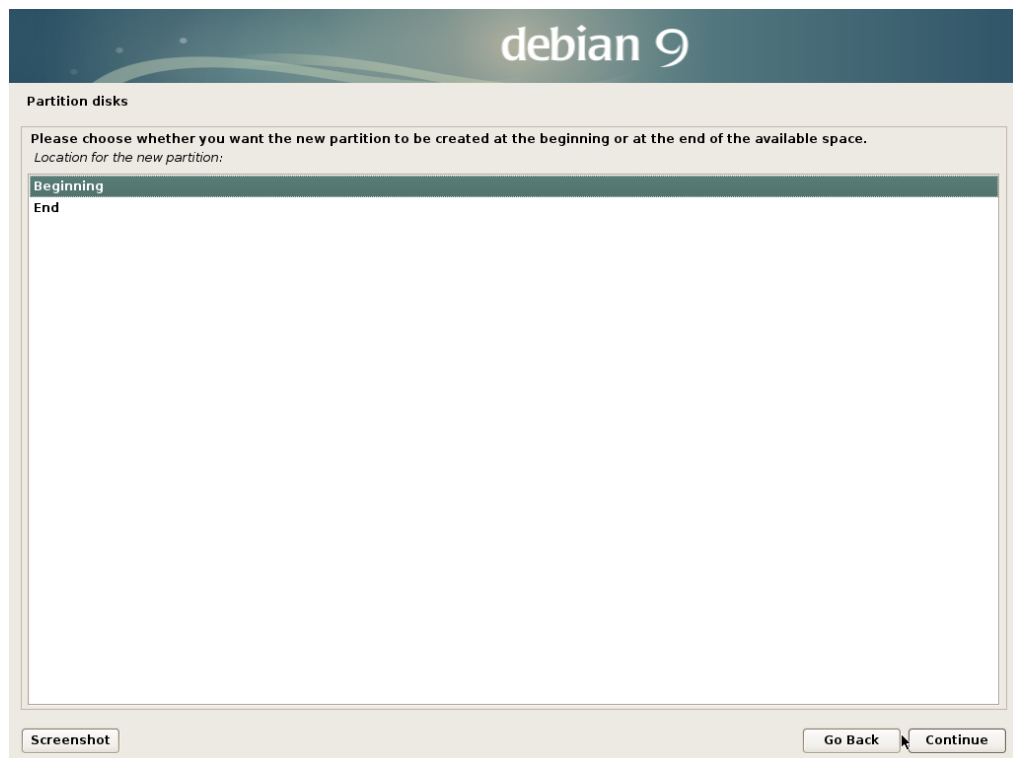 debian 9
Partition disks
Please choose whether you want the new partition to be created at the beginning or at the end of the available space.
Location for the new partition:
Beginning
End
Screenshot
Go Back
Continue